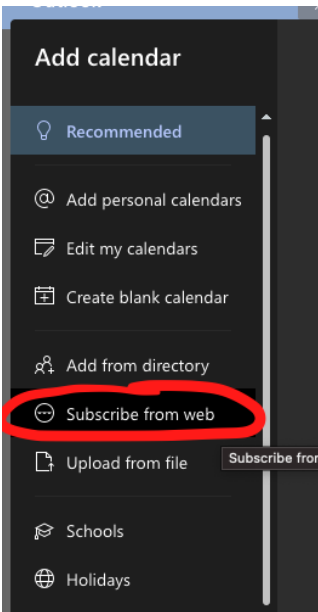 Add calendar
Recommended
Add personal calendars
Edit my calendars
Create blank calendar
Add from directory
Subscribe from web
Upload from file
Subscribe from
Schools
Holidays